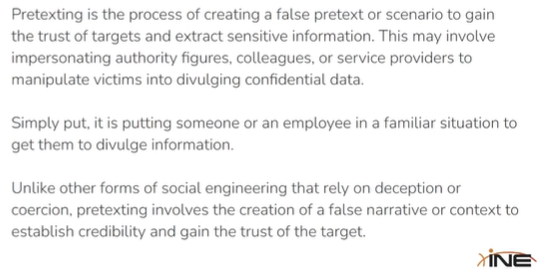 Pretexting is the process of creating a false pretext or scenario to gain
the trust of targets and extract sensitive information. This may involve
impersonating authority figures, colleagues, or service providers to
manipulate victims into divulging confidential data.
Simply put, it is putting someone or an employee in a familiar situation to
get them to divulge information.
Unlike other forms of social engineering that rely on deception or
coercion, pretexting involves the creation of a false narrative or context to
establish credibility and gain the trust of the target.
INE